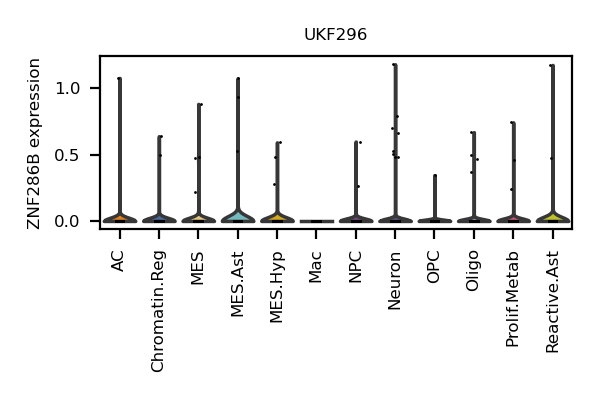 UKF296
ZNF286B expression
1.0
0.5
0.0
AC
Chromatin.Reg
MES
MES.Ast
MES.Hyp
Mac
NPC
Neuron
OPC
Oligo
Prolif.Metab
Reactive.Ast